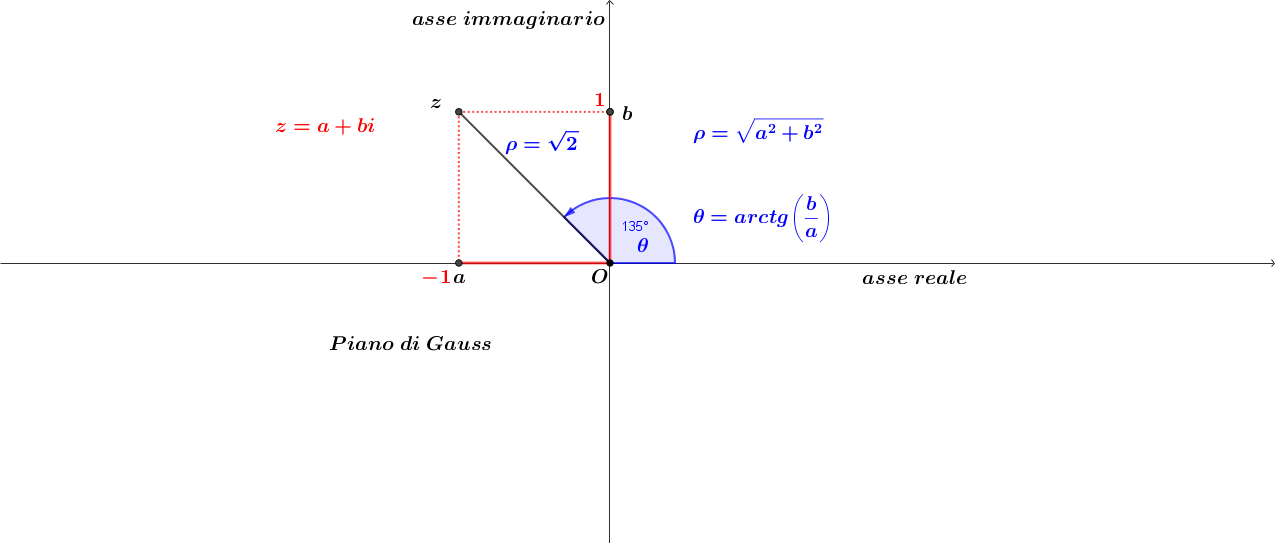 asse immaginario
z
1
b
z = a + bi
ρ = √2
ρ = √(a² + b²)
θ = arctg(b/a)
135°
θ
−1 a
O
asse reale
Piano di Gauss